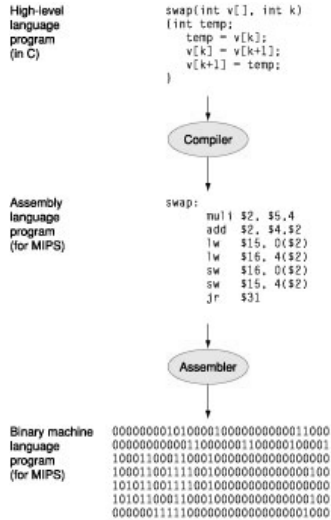 High-level
language
program
(in C)
swap(int v[], int k)
{int temp;
temp = v[k];
v[k] = v[k+1];
v[k+1] = temp;
}
Compiler
Assembly
language
program
(for MIPS)
swap:
muli $2, $5,4
add $2, $4,$2
lw $15, 0($2)
lw $16, 4($2)
sw $16, 0($2)
sw $15, 4($2)
jr $31
Assembler
Binary machine
language
program
(for MIPS)
00000000101000010000000000011000
00000000000110000001100000100001
10001100011000100000000000000000
10001100111100100000000000000100
10101100111100100000000000000000
10101100011000100000000000000100
00000011111000000000000000001000